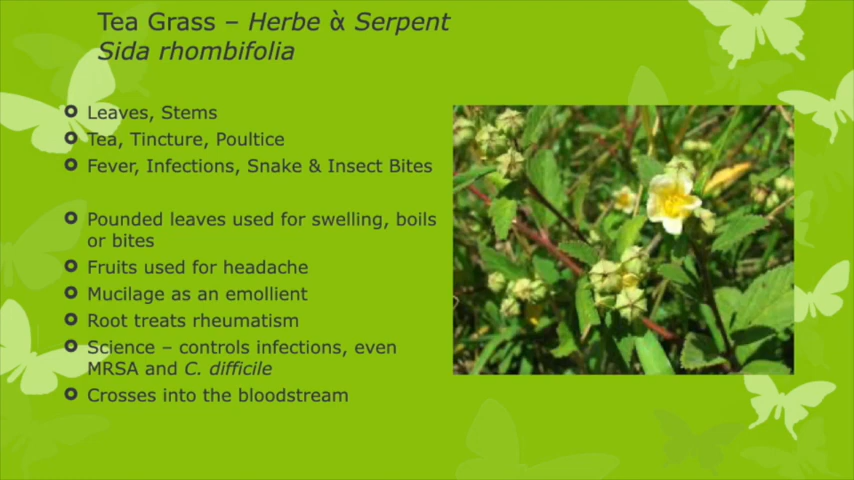 Tea Grass – Herbe ὰ Serpent
Sida rhombifolia
Leaves, Stems
Tea, Tincture, Poultice
Fever, Infections, Snake & Insect Bites
Pounded leaves used for swelling, boils
or bites
Fruits used for headache
Mucilage as an emollient
Root treats rheumatism
Science – controls infections, even
MRSA and C. difficile
Crosses into the bloodstream